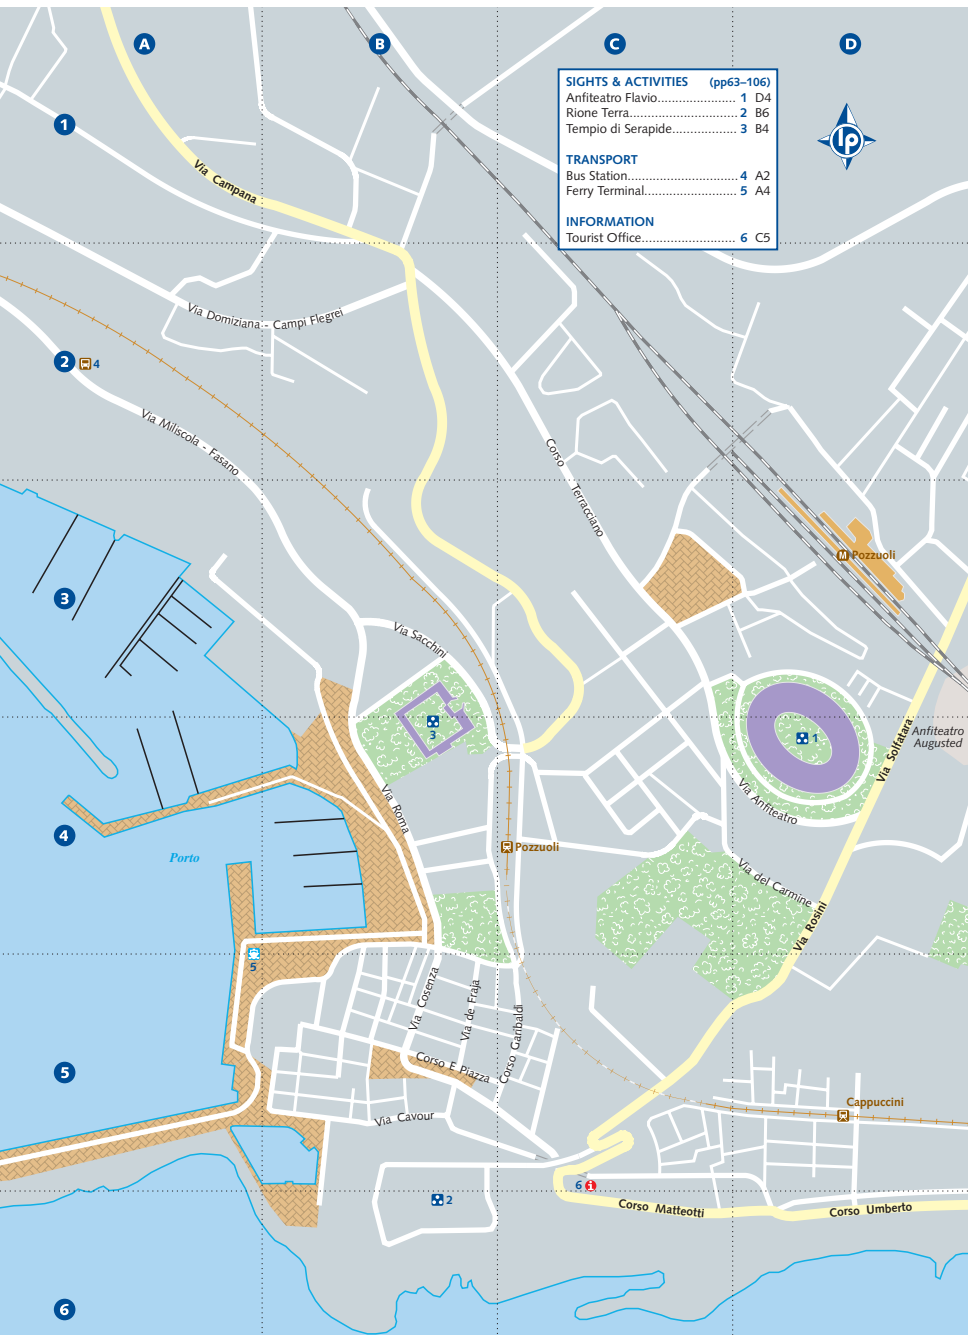 A
B
C
D
SIGHTS & ACTIVITIES (pp63–106)
Anfiteatro Flavio...................... 1 D4
Rione Terra............................... 2 B6
Tempio di Serapide.................. 3 B4
TRANSPORT
Bus Station............................... 4 A2
Ferry Terminal.......................... 5 A4
INFORMATION
Tourist Office.......................... 6 C5
lp
1
Via Campana
Via Domiziana - Campi Flegrei
2
4
Via Miliscola - Fasano
Corso Terracciano
M Pozzuoli
3
Via Sacchini
3
1
Anfiteatro
Augusted
Via Solfatara
Via Anfiteatro
Via Roma
4
Pozzuoli
Porto
Via del Carmine
Via Rosini
5
Via Cosenza
Via de Fraja
Corso Garibaldi
5
Corso E Piazza
Via Cavour
Cappuccini
6 i
2
Corso Matteotti
Corso Umberto
6